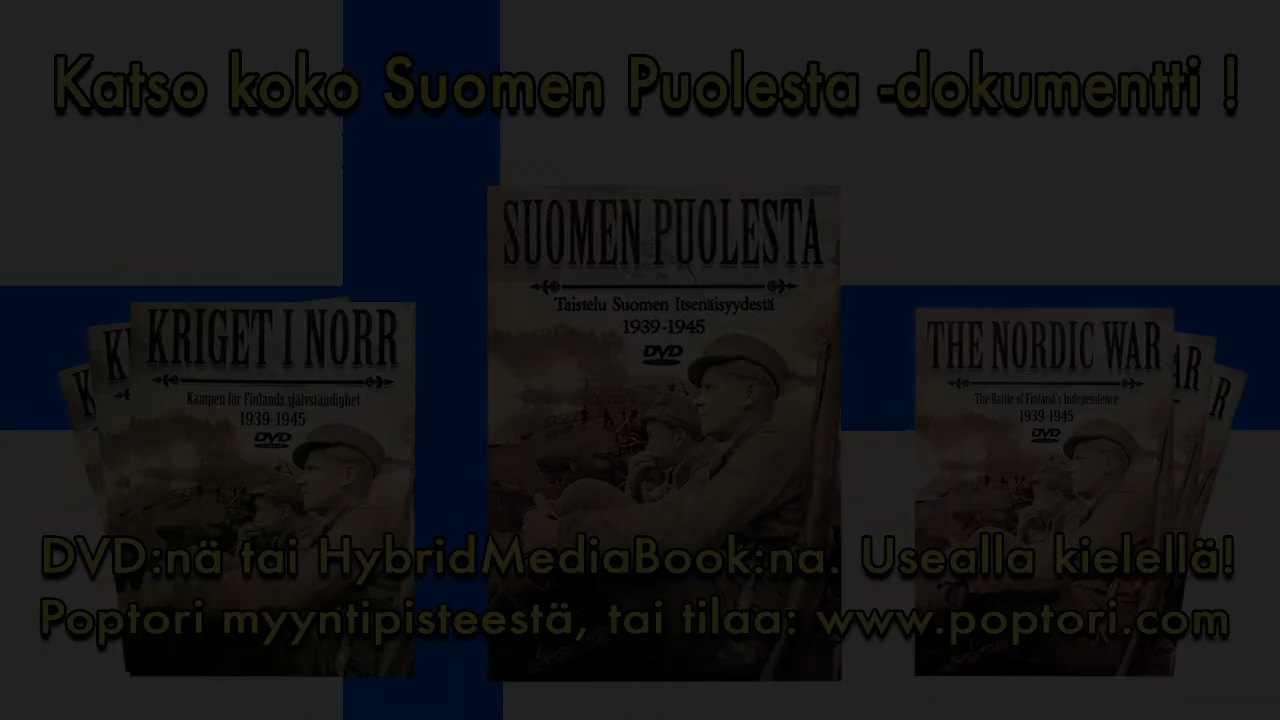 Katso koko Suomen Puolesta -dokumentti !
SUOMEN PUOLESTA
Taistelu Suomen Itsenäisyydestä
1939-1945
DVD
K
K
KRIGET I NORR
Kampen för Finlands självständighet
1939-1945
DVD
THE NORDIC WAR
The Battle of Finland's Independence
1939-1945
DVD
AR
R
DVD:nä tai HybridMediaBook:na. Usealla kielellä!
Poptori myyntipisteestä, tai tilaa: www.poptori.com